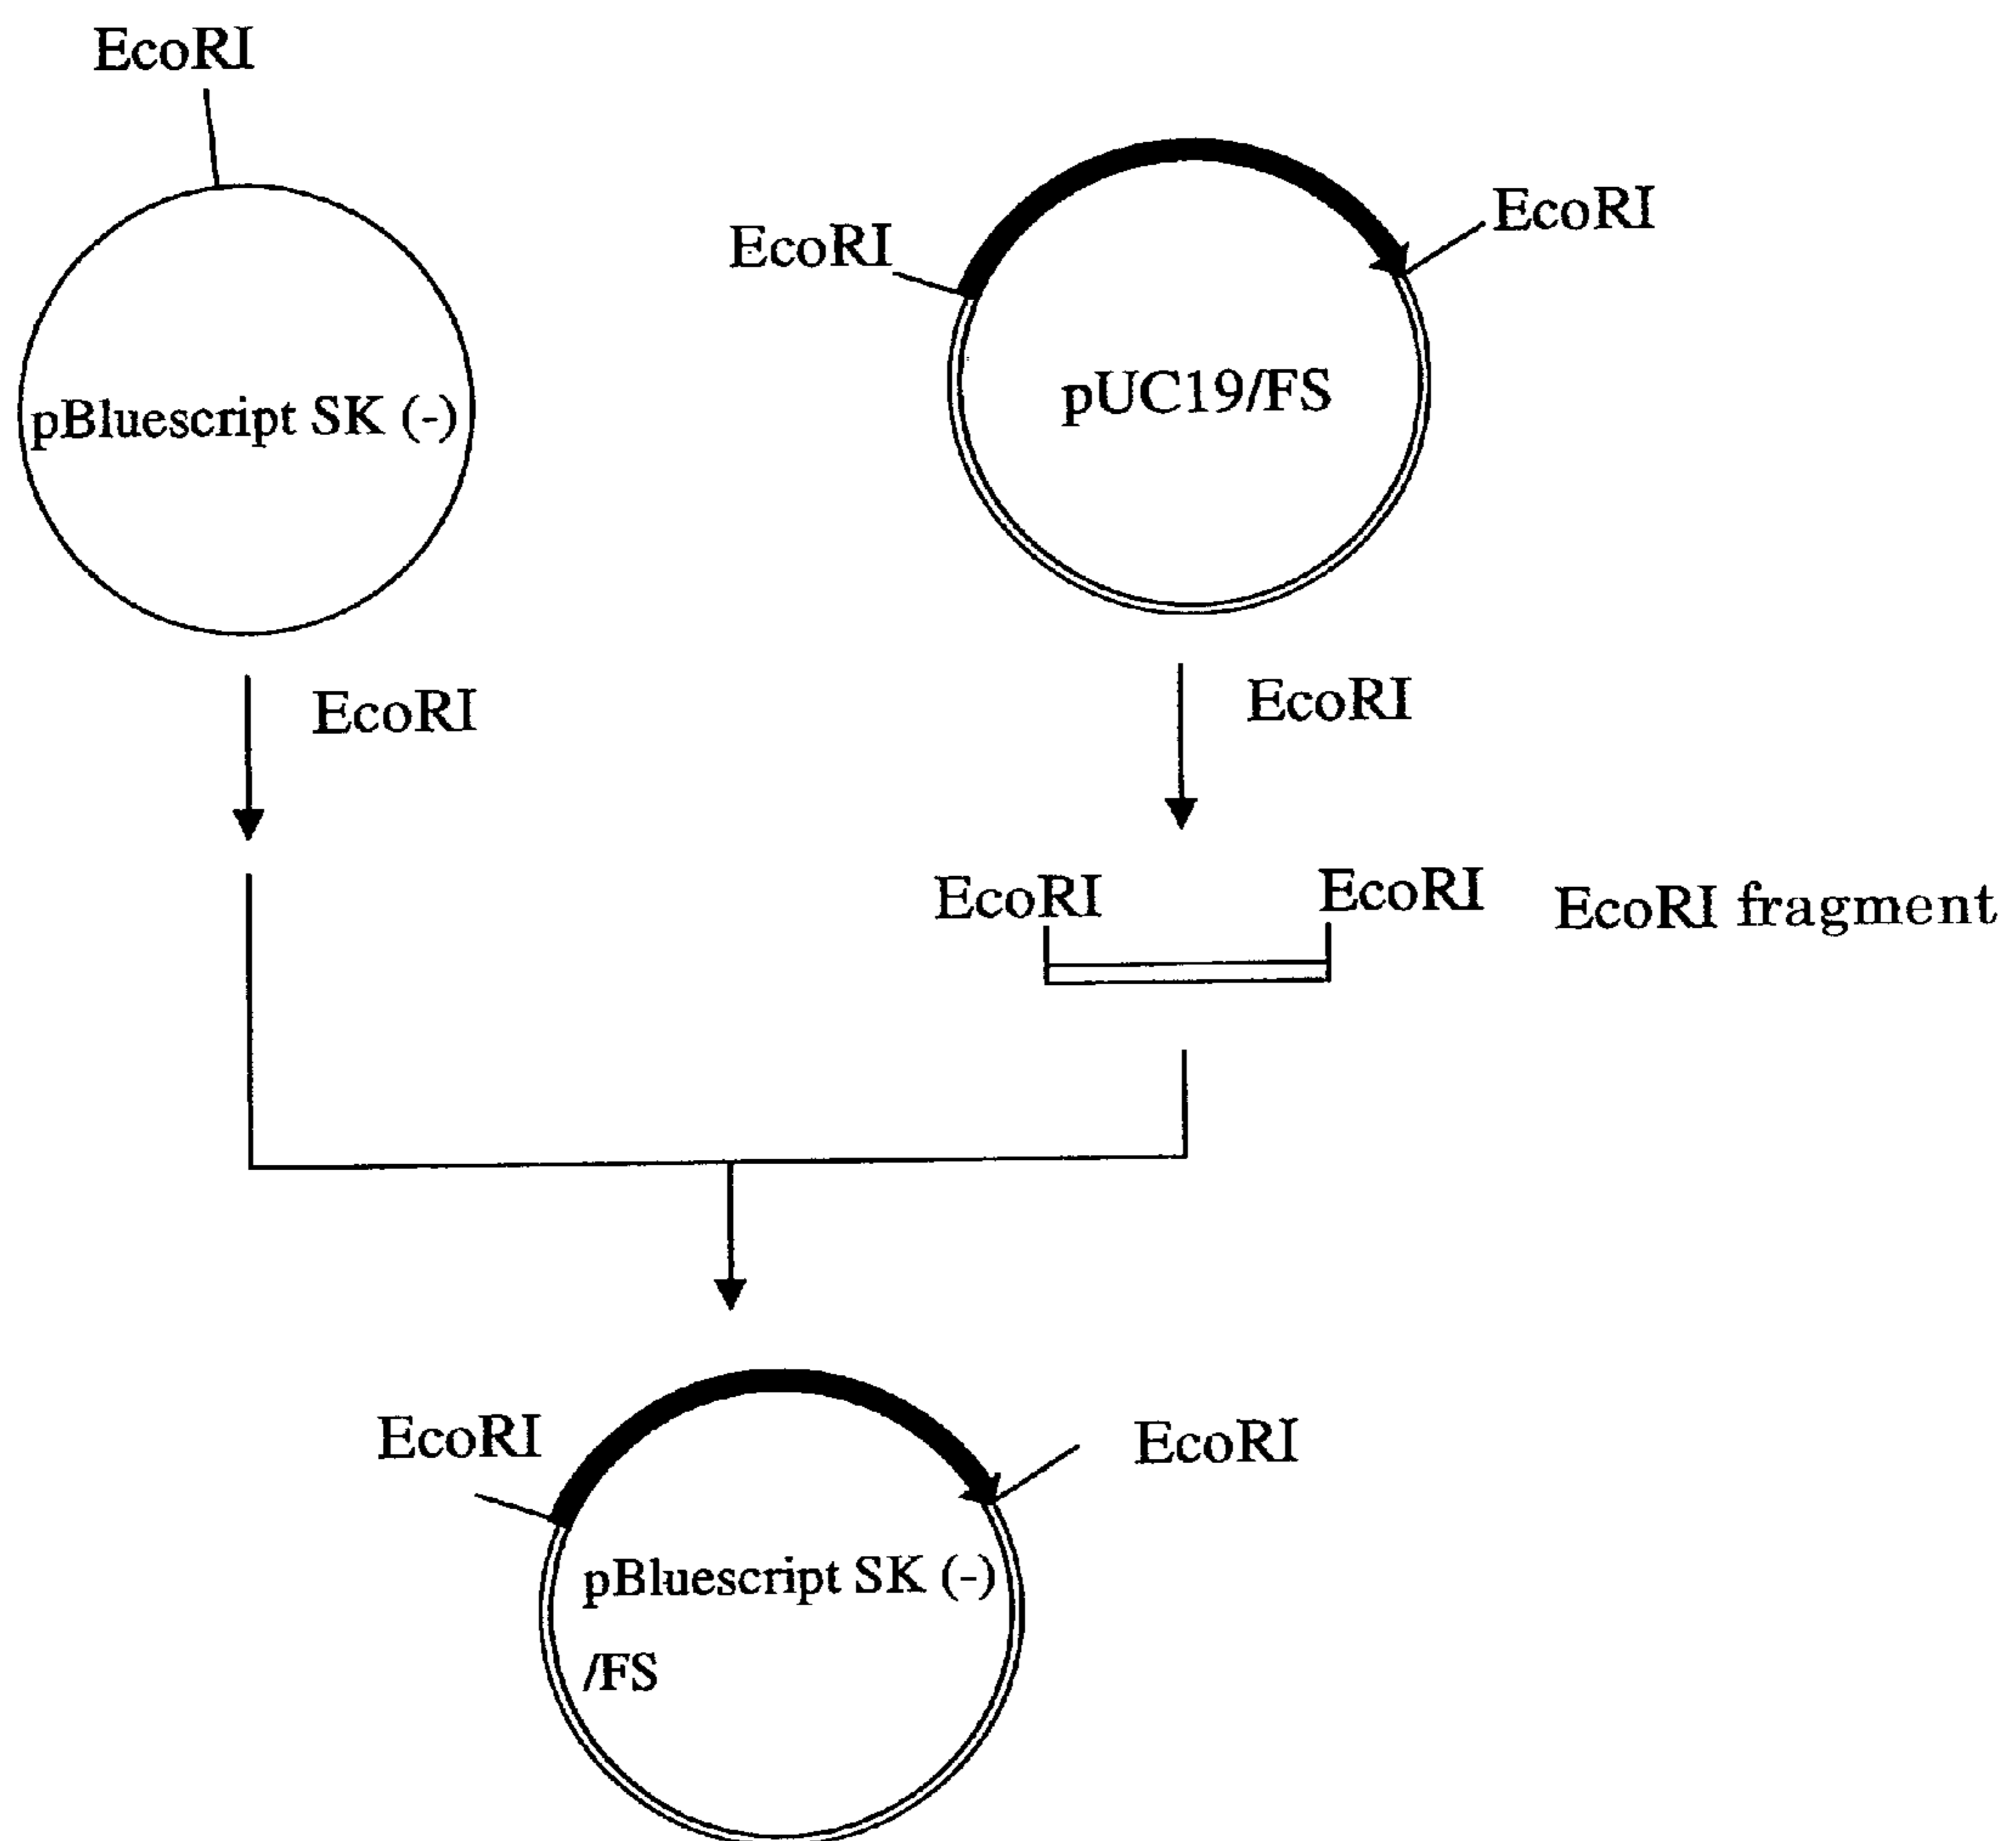 EcoRI
EcoRI
EcoRI
pBluescript SK (-)
pUC19/FS
EcoRI
EcoRI
EcoRI
EcoRI
EcoRI fragment
EcoRI
EcoRI
pBluescript SK (-)
/FS